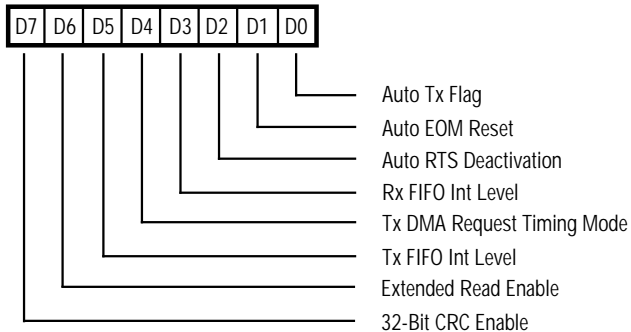 D7 D6 D5 D4 D3 D2 D1 D0
Auto Tx Flag
Auto EOM Reset
Auto RTS Deactivation
Rx FIFO Int Level
Tx DMA Request Timing Mode
Tx FIFO Int Level
Extended Read Enable
32-Bit CRC Enable